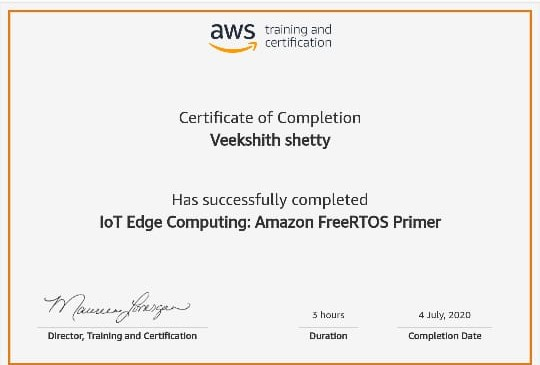 aws training and
certification
Certificate of Completion
Veekshith shetty
Has successfully completed
IoT Edge Computing: Amazon FreeRTOS Primer
3 hours
4 July, 2020
Director, Training and Certification
Duration
Completion Date